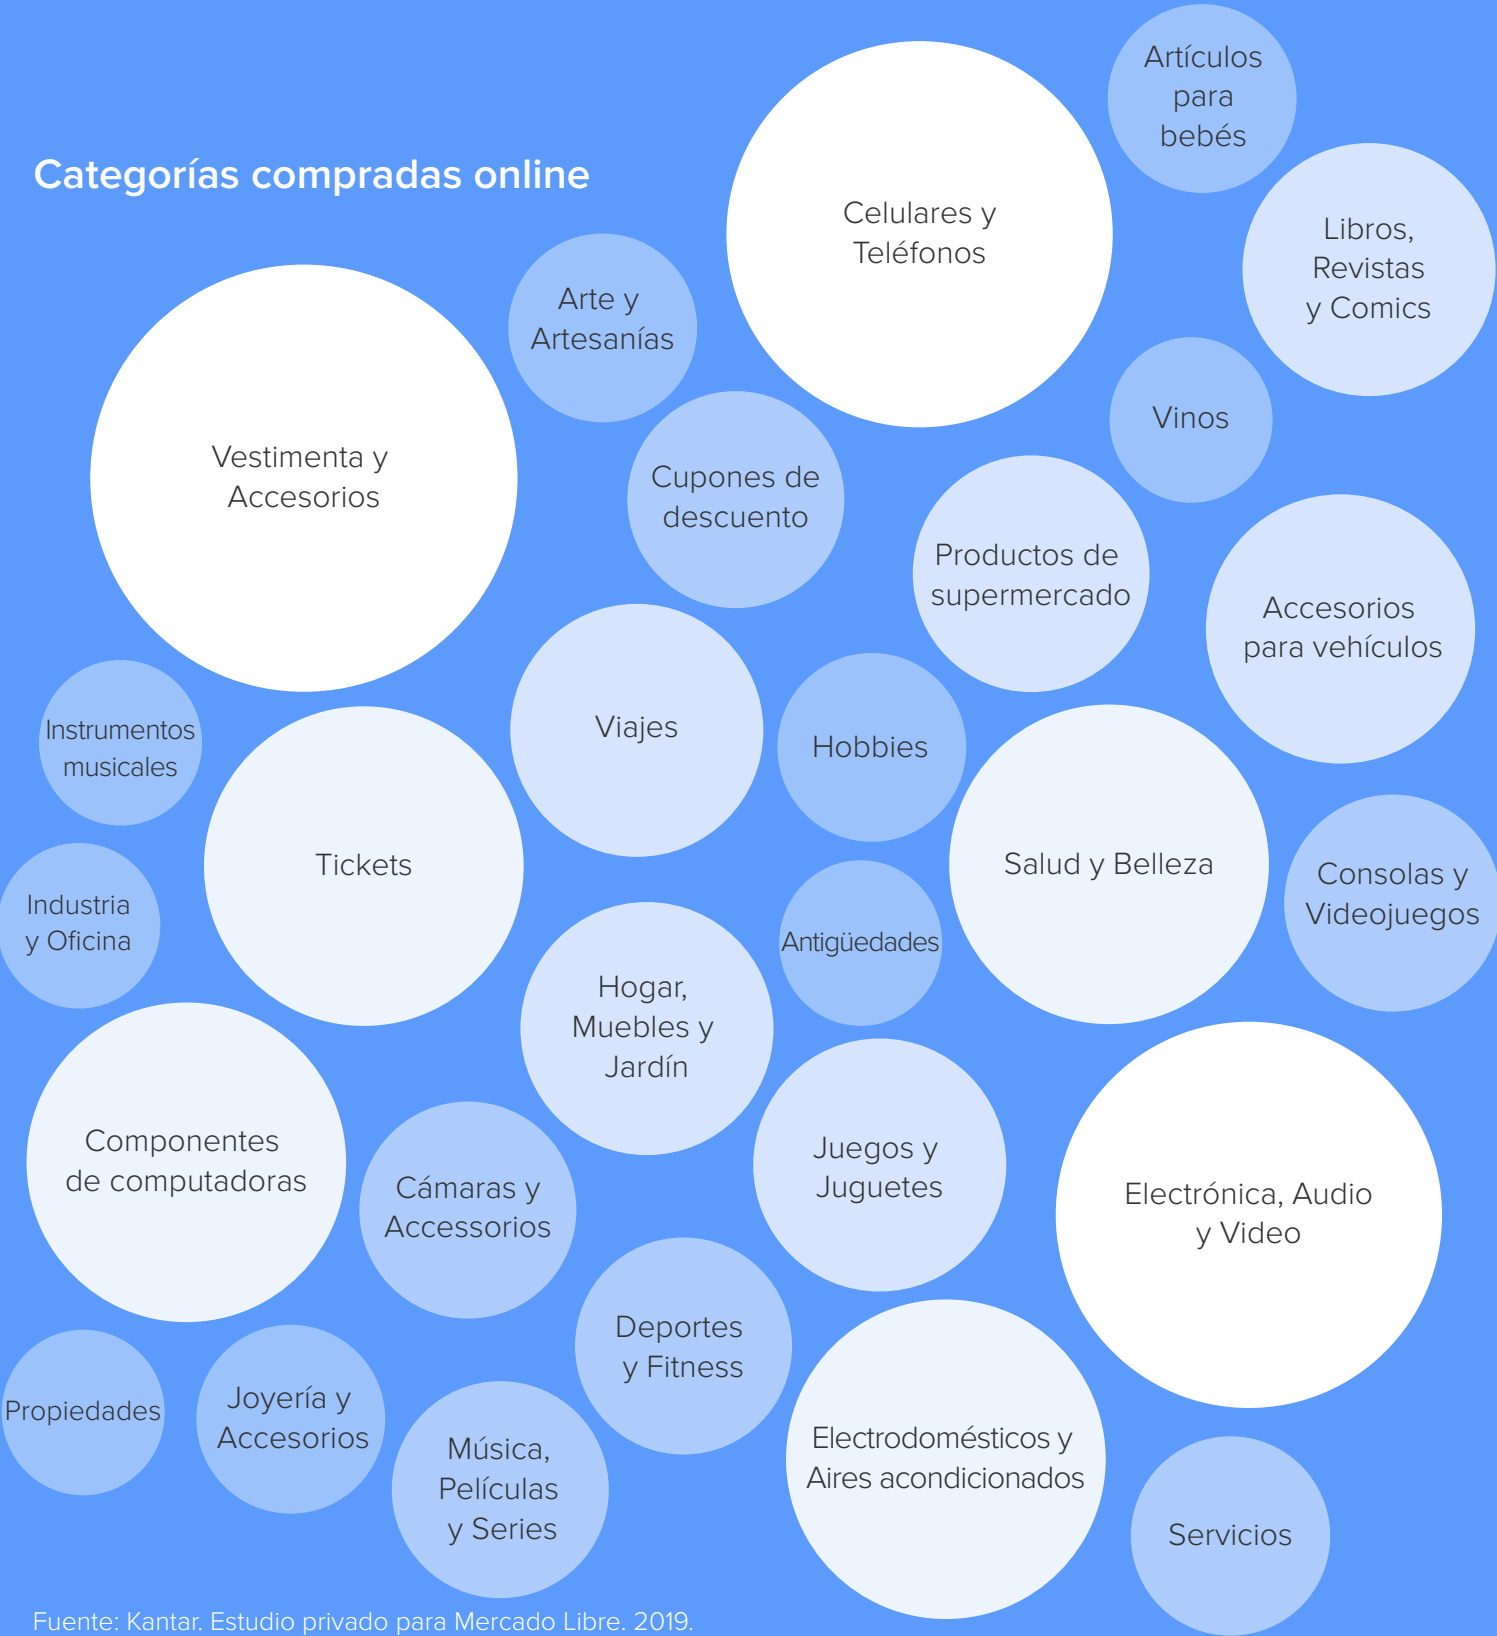 Categorías compradas online
Celulares y
Teléfonos
Artículos
para
bebés
Libros,
Revistas
y Comics
Arte y
Artesanías
Vestimenta y
Accesorios
Vinos
Cupones de
descuento
Productos de
supermercado
Accesorios
para vehículos
Instrumentos
musicales
Viajes
Hobbies
Tickets
Salud y Belleza
Consolas y
Videojuegos
Industria
y Oficina
Antigüedades
Hogar,
Muebles y
Jardín
Componentes
de computadoras
Cámaras y
Accessorios
Juegos y
Juguetes
Electrónica, Audio
y Video
Deportes
y Fitness
Propiedades
Joyería y
Accesorios
Música,
Películas
y Series
Electrodomésticos y
Aires acondicionados
Servicios
Fuente: Kantar. Estudio privado para Mercado Libre. 2019.